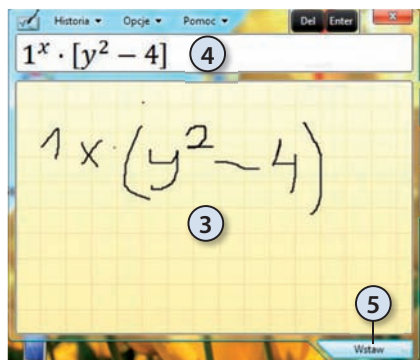 Historia Opcje Pomoc Del Enter
1ˣ · [y² − 4] 4
1 x · (y² − 4)
3
5
Wstaw